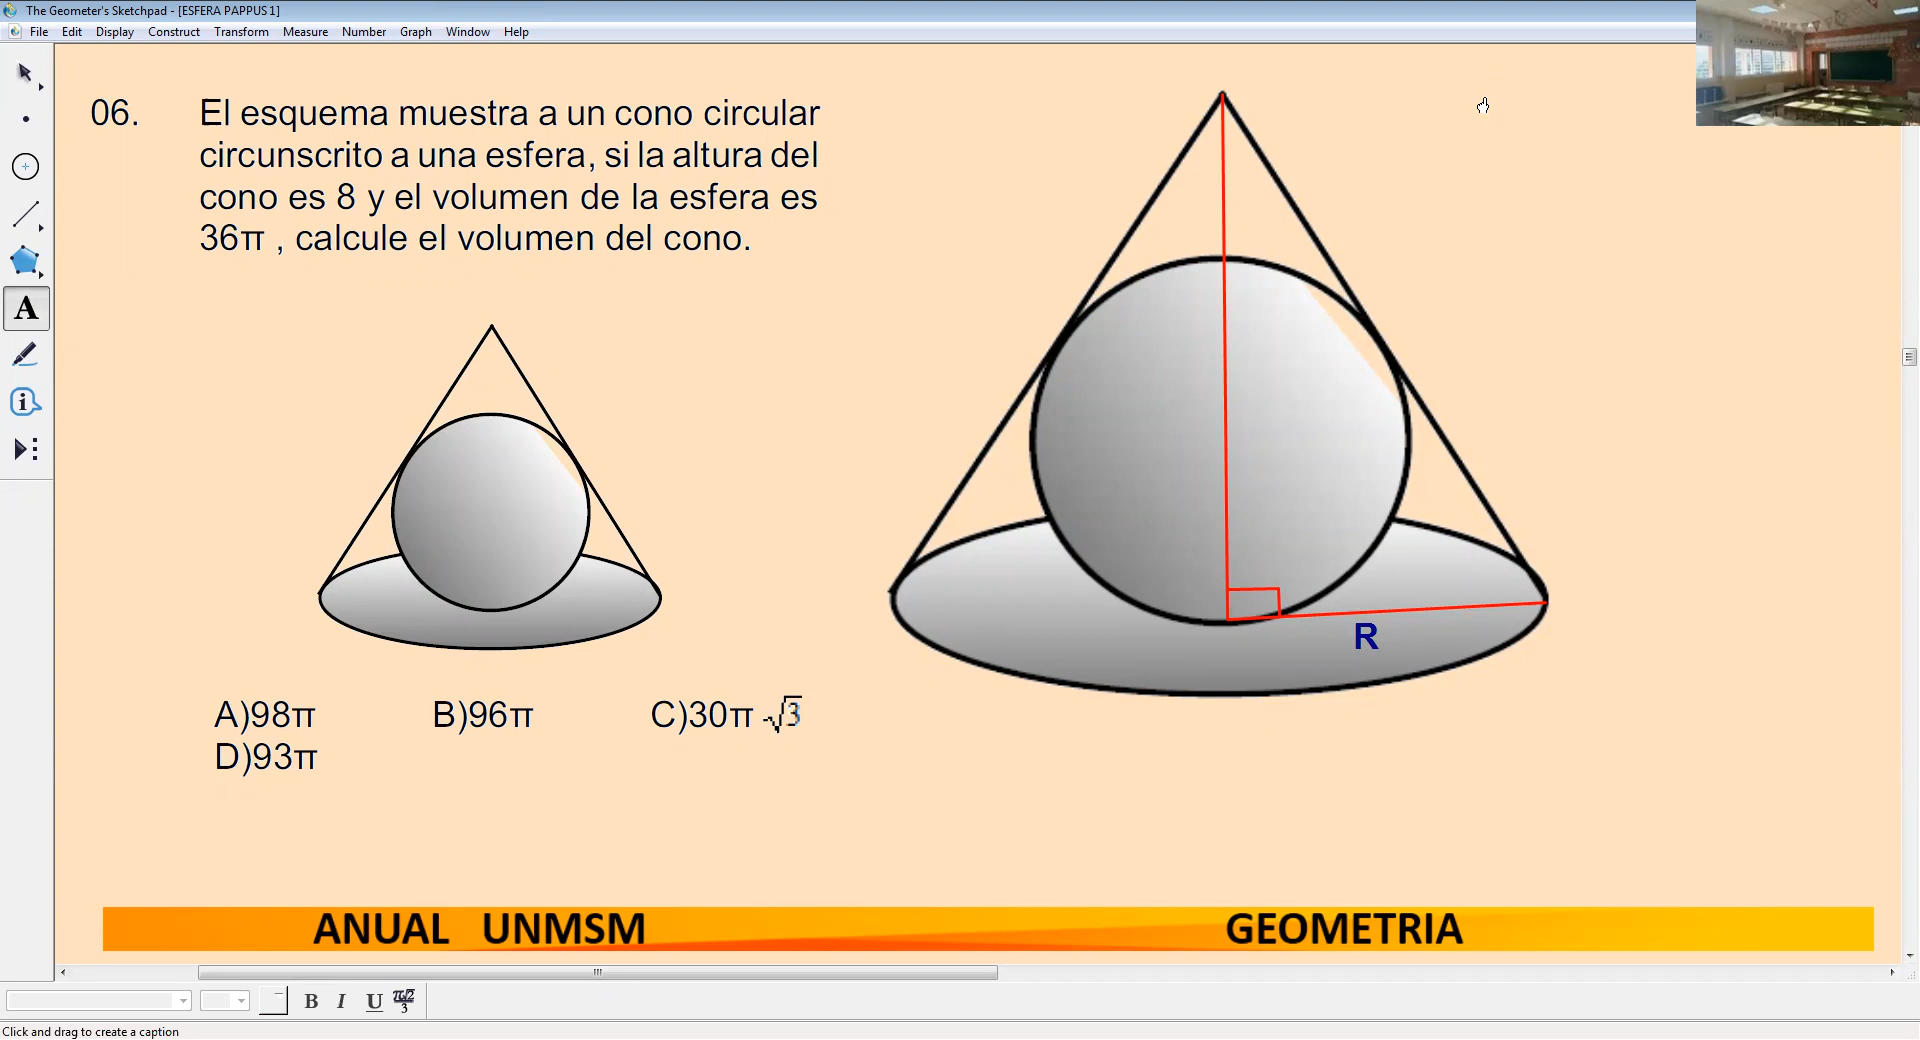 The Geometer's Sketchpad - [ESFERA PAPPUS 1]
File Edit Display Construct Transform Measure Number Graph Window Help
06. El esquema muestra a un cono circular
circunscrito a una esfera, si la altura del
cono es 8 y el volumen de la esfera es
36π , calcule el volumen del cono.
R
A)98π B)96π C)30π √3
D)93π
ANUAL UNMSM GEOMETRIA
B I U π√2/3
Click and drag to create a caption